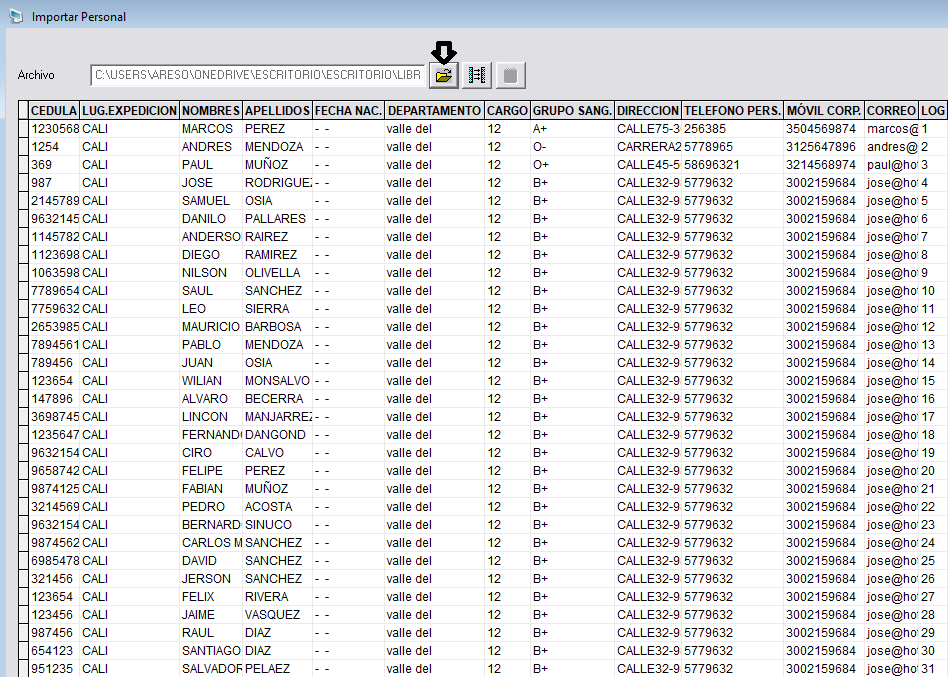 Importar Personal
Archivo C:\USERS\ARESO\ONEDRIVE\ESCRITORIO\ESCRITORIO\LIBR
CEDULA LUG.EXPEDICION NOMBRES APELLIDOS FECHA NAC. DEPARTAMENTO CARGO GRUPO SANG. DIRECCION TELEFONO PERS. MÓVIL CORP. CORREO LOG
1230568 CALI MARCOS PEREZ - - valle del 12 A+ CALLE75-3 256385 3504569874 marcos@ 1
1254 CALI ANDRES MENDOZA - - valle del 12 O- CARRERA2 5778965 3125647896 andres@ 2
369 CALI PAUL MUÑOZ - - valle del 12 O+ CALLE45-5 58696321 3214568974 paul@ho 3
987 CALI JOSE RODRIGUEZ - - valle del 12 B+ CALLE32-9 5779632 3002159684 jose@ho 4
2145789 CALI SAMUEL OSIA - - valle del 12 B+ CALLE32-9 5779632 3002159684 jose@ho 5
9632145 CALI DANILO PALLARES - - valle del 12 B+ CALLE32-9 5779632 3002159684 jose@ho 6
1145782 CALI ANDERSO RAIREZ - - valle del 12 B+ CALLE32-9 5779632 3002159684 jose@ho 7
1123698 CALI DIEGO RAMIREZ - - valle del 12 B+ CALLE32-9 5779632 3002159684 jose@ho 8
1063598 CALI NILSON OLIVELLA - - valle del 12 B+ CALLE32-9 5779632 3002159684 jose@ho 9
7789654 CALI SAUL SANCHEZ - - valle del 12 B+ CALLE32-9 5779632 3002159684 jose@ho 10
7759632 CALI LEO SIERRA - - valle del 12 B+ CALLE32-9 5779632 3002159684 jose@ho 11
2653985 CALI MAURICIO BARBOSA - - valle del 12 B+ CALLE32-9 5779632 3002159684 jose@ho 12
7894561 CALI PABLO MENDOZA - - valle del 12 B+ CALLE32-9 5779632 3002159684 jose@ho 13
789456 CALI JUAN OSIA - - valle del 12 B+ CALLE32-9 5779632 3002159684 jose@ho 14
123654 CALI WILIAN MONSALVO - - valle del 12 B+ CALLE32-9 5779632 3002159684 jose@ho 15
147896 CALI ALVARO BECERRA - - valle del 12 B+ CALLE32-9 5779632 3002159684 jose@ho 16
3698745 CALI LINCON MANJARREZ - - valle del 12 B+ CALLE32-9 5779632 3002159684 jose@ho 17
1235647 CALI FERNAND DANGOND - - valle del 12 B+ CALLE32-9 5779632 3002159684 jose@ho 18
9632154 CALI CIRO CALVO - - valle del 12 B+ CALLE32-9 5779632 3002159684 jose@ho 19
9658742 CALI FELIPE PEREZ - - valle del 12 B+ CALLE32-9 5779632 3002159684 jose@ho 20
9874125 CALI FABIAN MUÑOZ - - valle del 12 B+ CALLE32-9 5779632 3002159684 jose@ho 21
3214569 CALI PEDRO ACOSTA - - valle del 12 B+ CALLE32-9 5779632 3002159684 jose@ho 22
9632154 CALI BERNARD SINUCO - - valle del 12 B+ CALLE32-9 5779632 3002159684 jose@ho 23
9874562 CALI CARLOS M SANCHEZ - - valle del 12 B+ CALLE32-9 5779632 3002159684 jose@ho 24
6985478 CALI DAVID SANCHEZ - - valle del 12 B+ CALLE32-9 5779632 3002159684 jose@ho 25
321456 CALI JERSON SANCHEZ - - valle del 12 B+ CALLE32-9 5779632 3002159684 jose@ho 26
123654 CALI FELIX RIVERA - - valle del 12 B+ CALLE32-9 5779632 3002159684 jose@ho 27
123456 CALI JAIME VASQUEZ - - valle del 12 B+ CALLE32-9 5779632 3002159684 jose@ho 28
987456 CALI RAUL DIAZ - - valle del 12 B+ CALLE32-9 5779632 3002159684 jose@ho 29
654123 CALI SANTIAGO DIAZ - - valle del 12 B+ CALLE32-9 5779632 3002159684 jose@ho 30
951235 CALI SALVADOR PELAEZ - - valle del 12 B+ CALLE32-9 5779632 3002159684 jose@ho 31